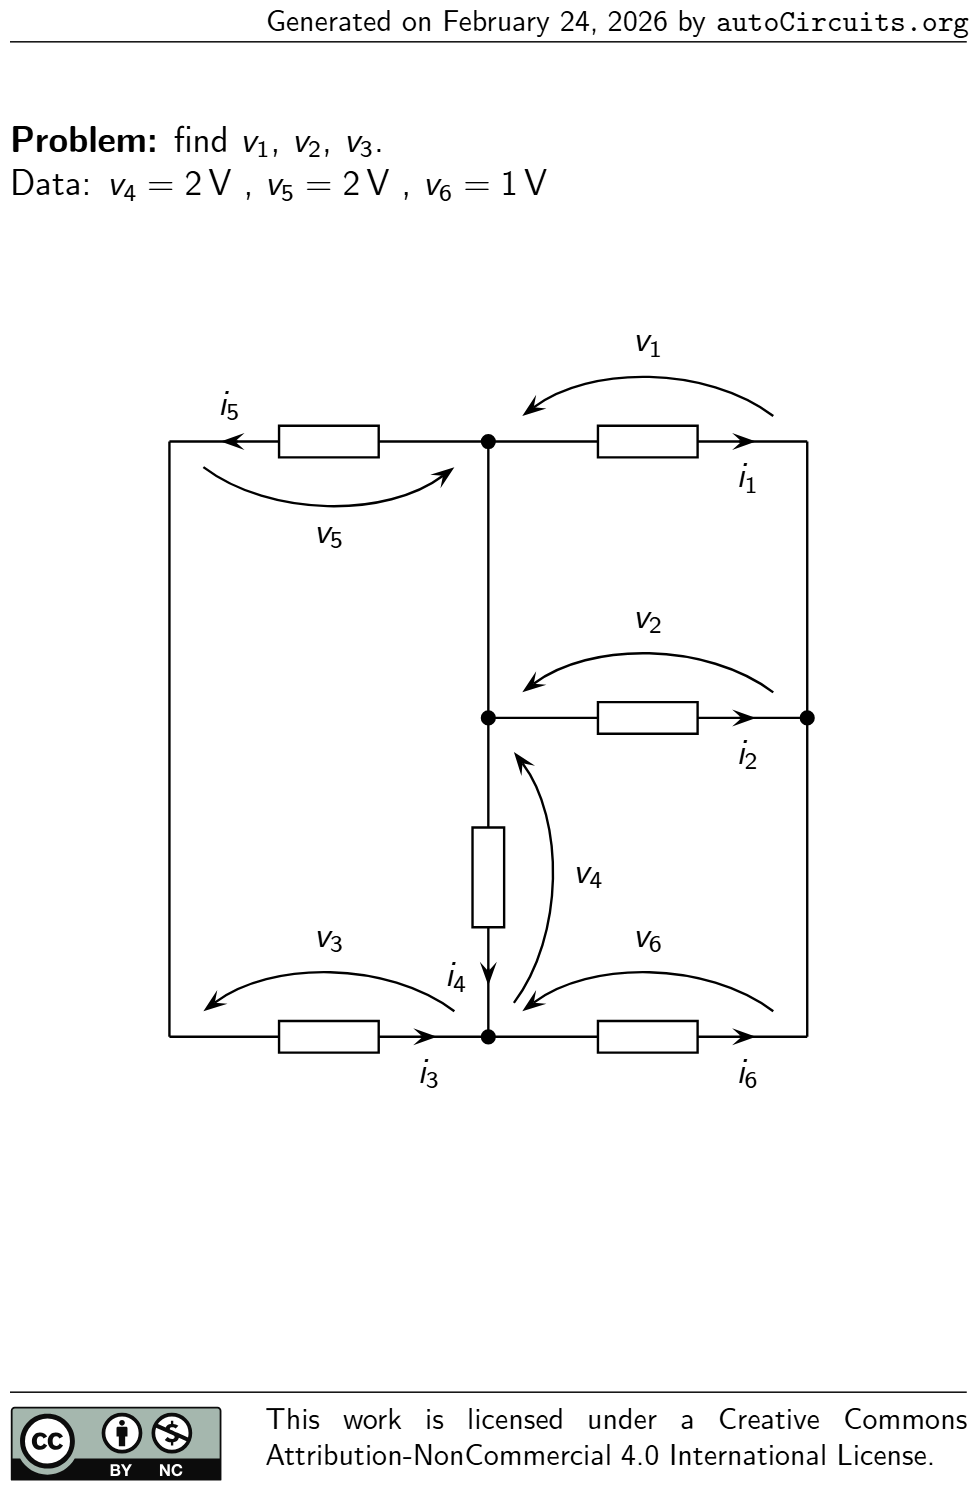 Generated on February 24, 2026 by autoCircuits.org
Problem: find v₁, v₂, v₃.
Data: v₄ = 2 V , v₅ = 2 V , v₆ = 1 V
v₁
i₅
i₁
v₅
v₂
i₂
v₄
v₃
v₆
i₄
i₃
i₆
cc
BY NC
This work is licensed under a Creative Commons
Attribution-NonCommercial 4.0 International License.